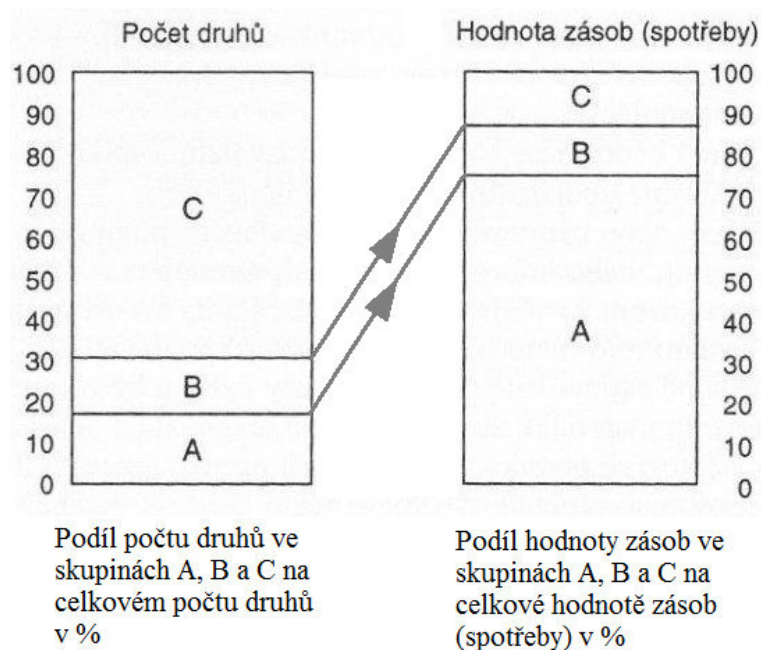 Počet druhů
100
90
80
70
60
50
40
30
20
10
0
C
B
A
Podíl počtu druhů ve
skupinách A, B a C na
celkovém počtu druhů
v %
Hodnota zásob (spotřeby)
C
B
A
100
90
80
70
60
50
40
30
20
10
0
Podíl hodnoty zásob ve
skupinách A, B a C na
celkové hodnotě zásob
(spotřeby) v %